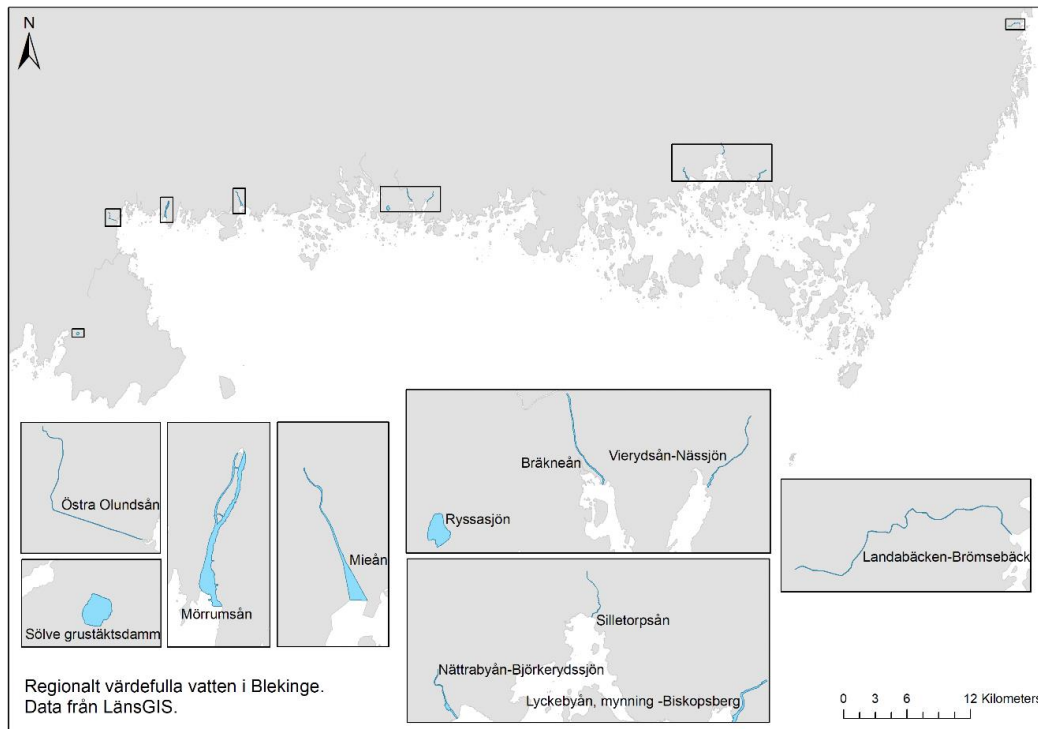 N
Östra Olundsån
Sölve grustäktsdamm
Mörrumsån
Mieån
Bräkneån
Vierydsån-Nässjön
Ryssasjön
Silletorpsån
Nättrabyån-Björkerydssjön
Lyckebyån, mynning -Biskopsberg
Landabäcken-Brömsebäck
Regionalt värdefulla vatten i Blekinge.
Data från LänsGIS.
0 3 6 12 Kilometers